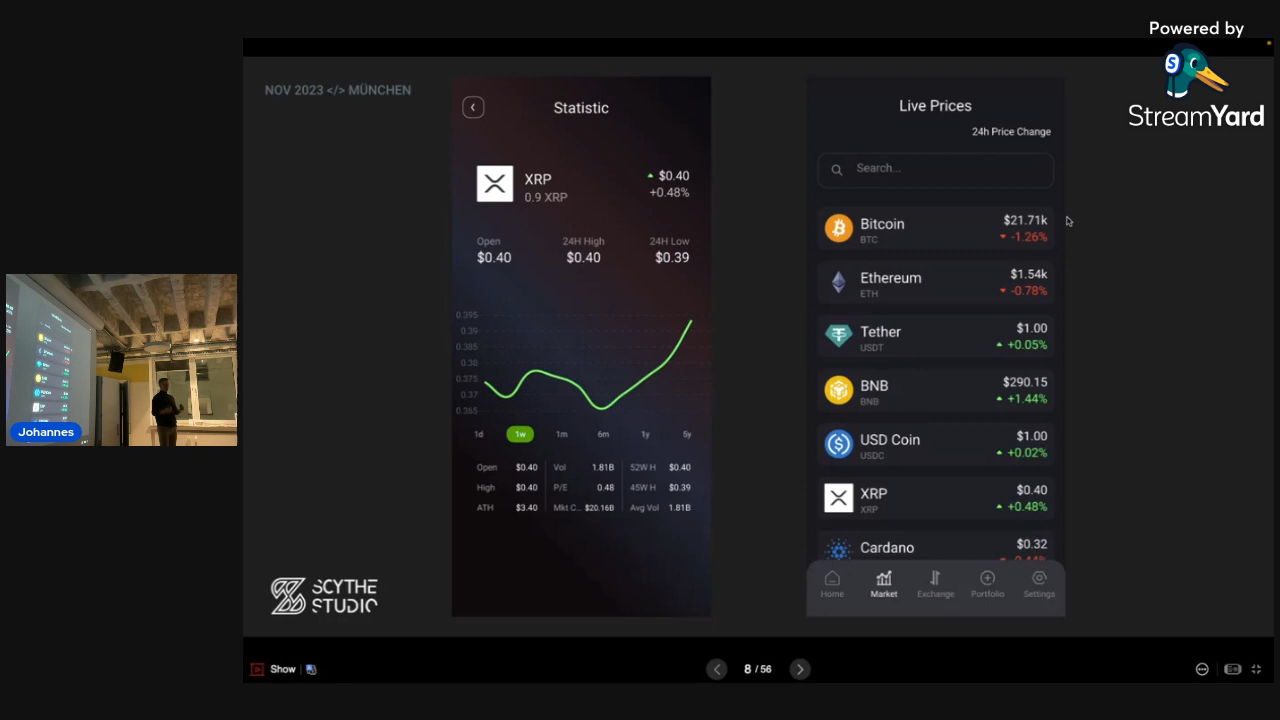 Powered by
StreamYard
NOV 2023 </> MÜNCHEN
Statistic
XRP
0.9 XRP
$0.40
+0.48%
Open
24H High
24H Low
$0.40
$0.40
$0.39
0.395
0.39
0.385
0.38
0.375
0.37
0.365
1d
1w
1m
6m
1y
5y
Open $0.40 Vol 1.81B 52W H $0.40
High $0.40 P/E 0.48 45W H $0.39
ATH $3.40 Mkt C... $20.16B Avg Vol 1.81B
Live Prices
24h Price Change
Search...
Bitcoin $21.71k
BTC -1.26%
Ethereum $1.54k
ETH -0.78%
Tether $1.00
USDT +0.05%
BNB $290.15
BNB +1.44%
USD Coin $1.00
USDC +0.02%
XRP $0.40
XRP +0.48%
Cardano $0.32
Home
Market
Exchange
Portfolio
Settings
Johannes
SCYTHE
STUDIO
Show
8 / 56